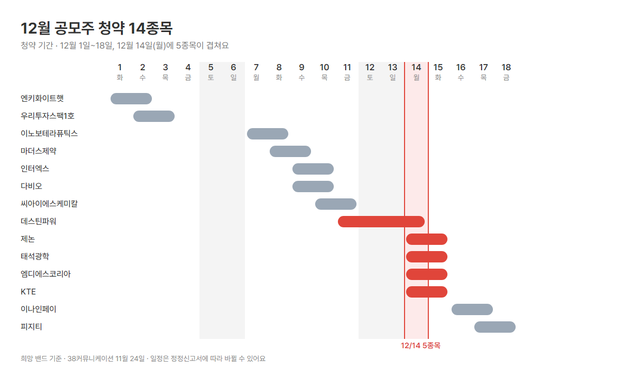 12월 공모주 청약 14종목
청약 기간 · 12월 1일~18일, 12월 14일(월)에 5종목이 겹쳐요
1 2 3 4 5 6 7 8 9 10 11 12 13 14 15 16 17 18
화 수 목 금 토 일 월 화 수 목 금 토 일 월 화 수 목 금
엔키화이트햇
우리투자스팩1호
이노보테라퓨틱스
마더스제약
인터엑스
다비오
씨아이에스케미칼
데스틴파워
제논
태석광학
엠디에스코리아
KTE
이나인페이
피지티
12/14 5종목
희망 밴드 기준 · 38커뮤니케이션 11월 24일 · 일정은 정정신고서에 따라 바뀔 수 있어요